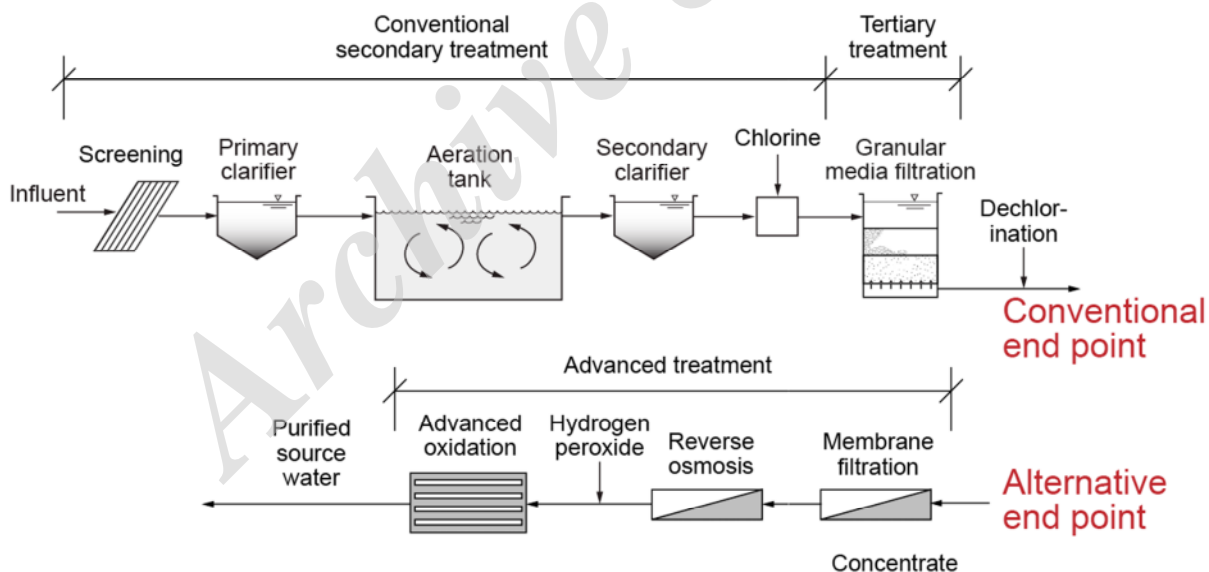 Conventional
secondary treatment
Tertiary
treatment
Influent
Screening
Primary
clarifier
Aeration
tank
Secondary
clarifier
Chlorine
Granular
media filtration
Dechlor-
ination
Conventional
end point
Advanced treatment
Purified
source
water
Advanced
oxidation
Hydrogen
peroxide
Reverse
osmosis
Membrane
filtration
Alternative
end point
Concentrate
Archive